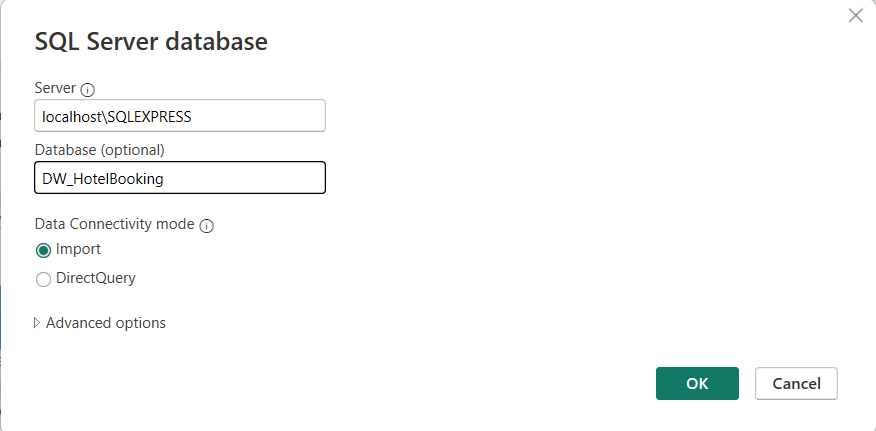 SQL Server database
Server
localhost\SQLEXPRESS
Database (optional)
DW_HotelBooking
Data Connectivity mode
Import
DirectQuery
Advanced options
OK
Cancel